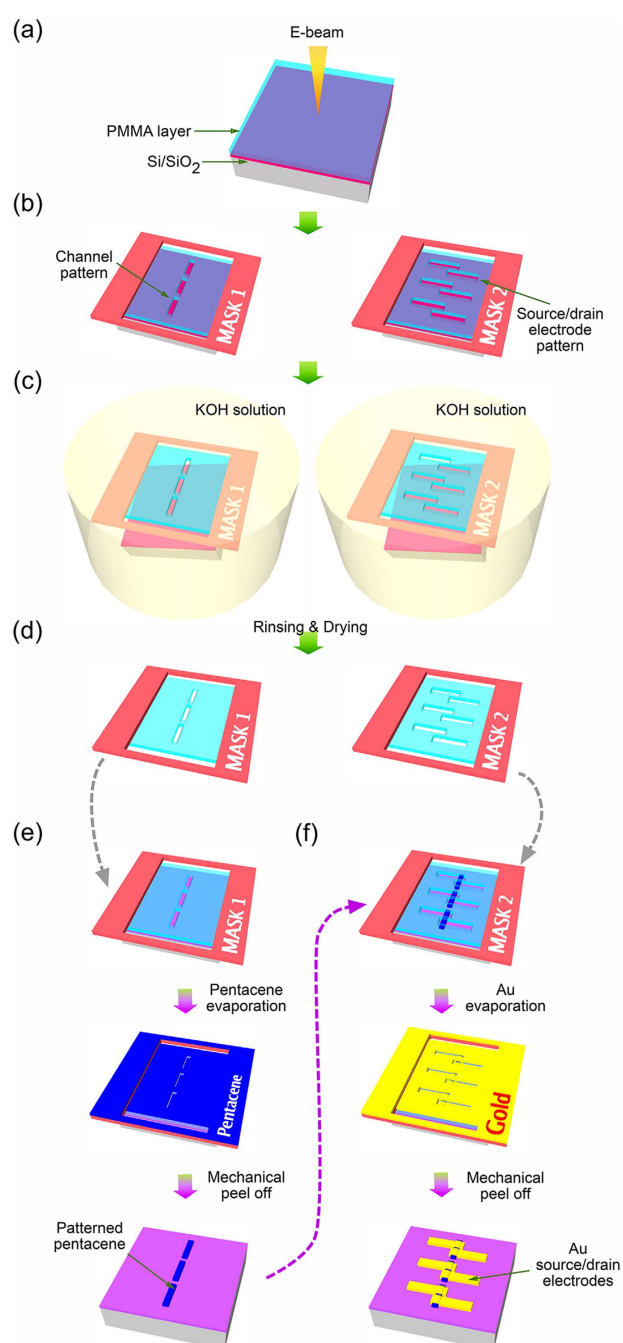 (a)
E-beam
PMMA layer
Si/SiO2
(b)
Channel
pattern
MASK 1
MASK 2
Source/drain
electrode
pattern
(c)
KOH solution
KOH solution
MASK 1
MASK 2
(d)
Rinsing & Drying
MASK 1
MASK 2
(e)
(f)
MASK 1
MASK 2
Pentacene
evaporation
Au
evaporation
Pentacene
Gold
Mechanical
peel off
Mechanical
peel off
Patterned
pentacene
Au
source/drain
electrodes